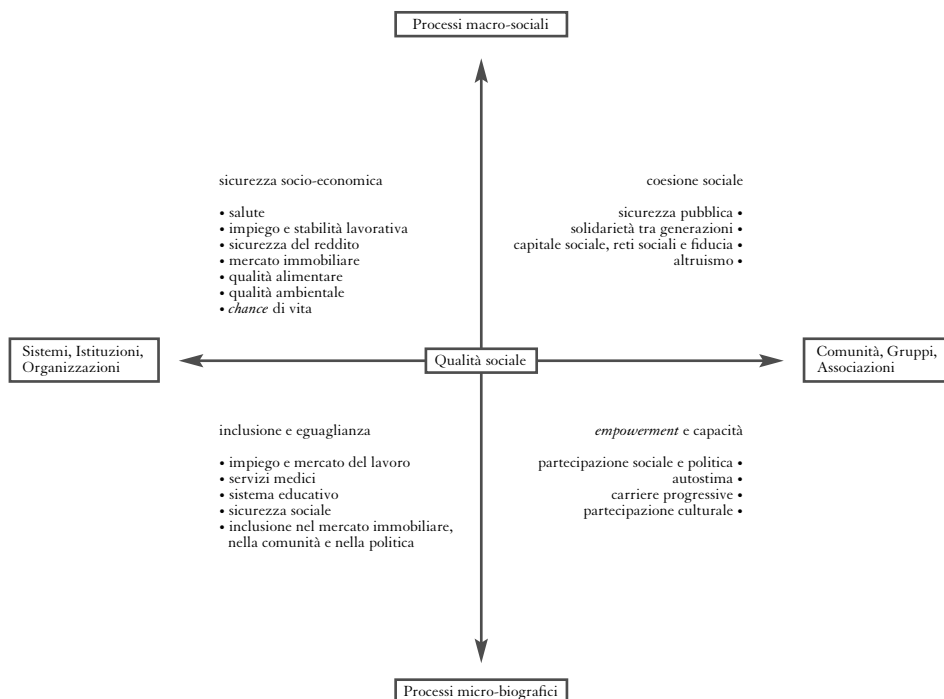 Processi macro-sociali
sicurezza socio-economica
• salute
• impiego e stabilità lavorativa
• sicurezza del reddito
• mercato immobiliare
• qualità alimentare
• qualità ambientale
• chance di vita
coesione sociale
sicurezza pubblica •
solidarietà tra generazioni •
capitale sociale, reti sociali e fiducia •
altruismo •
Sistemi, Istituzioni,
Organizzazioni
Qualità sociale
Comunità, Gruppi,
Associazioni
inclusione e eguaglianza
• impiego e mercato del lavoro
• servizi medici
• sistema educativo
• sicurezza sociale
• inclusione nel mercato immobiliare,
nella comunità e nella politica
empowerment e capacità
partecipazione sociale e politica •
autostima •
carriere progressive •
partecipazione culturale •
Processi micro-biografici